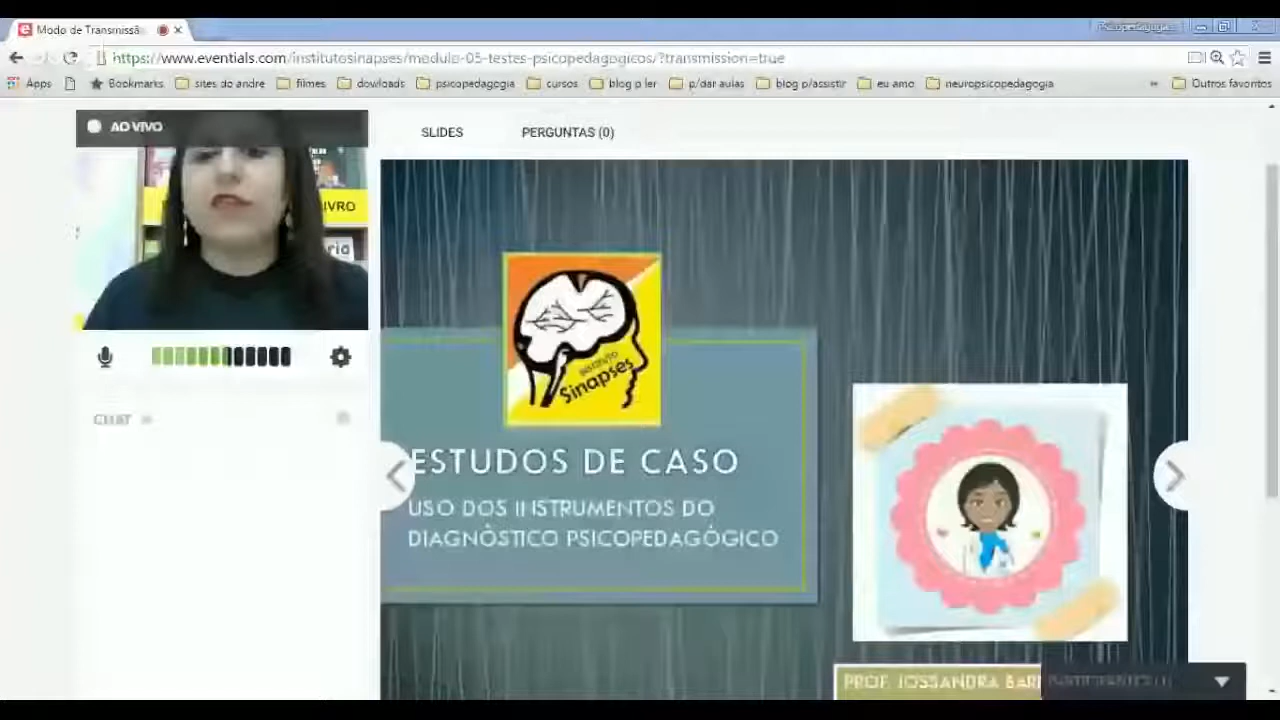 Modo de Transmissã
https://www.eventials.com/institutosinapses/modulo-05-testes-psicopedagogicos/?transmission=true
Apps Bookmarks sites do andre filmes dowloads psicopedagogia cursos blog p ler p/dar aulas blog p/assistir eu amo neuropsicopedagogia » Outros favoritos
AO VIVO
SLIDES PERGUNTAS (0)
IVRO
CHAT
INSTITUTO
Sinapses
ESTUDOS DE CASO
USO DOS INSTRUMENTOS DO
DIAGNÓSTICO PSICOPEDAGÓGICO
PROF. JOSSANDRA BAR